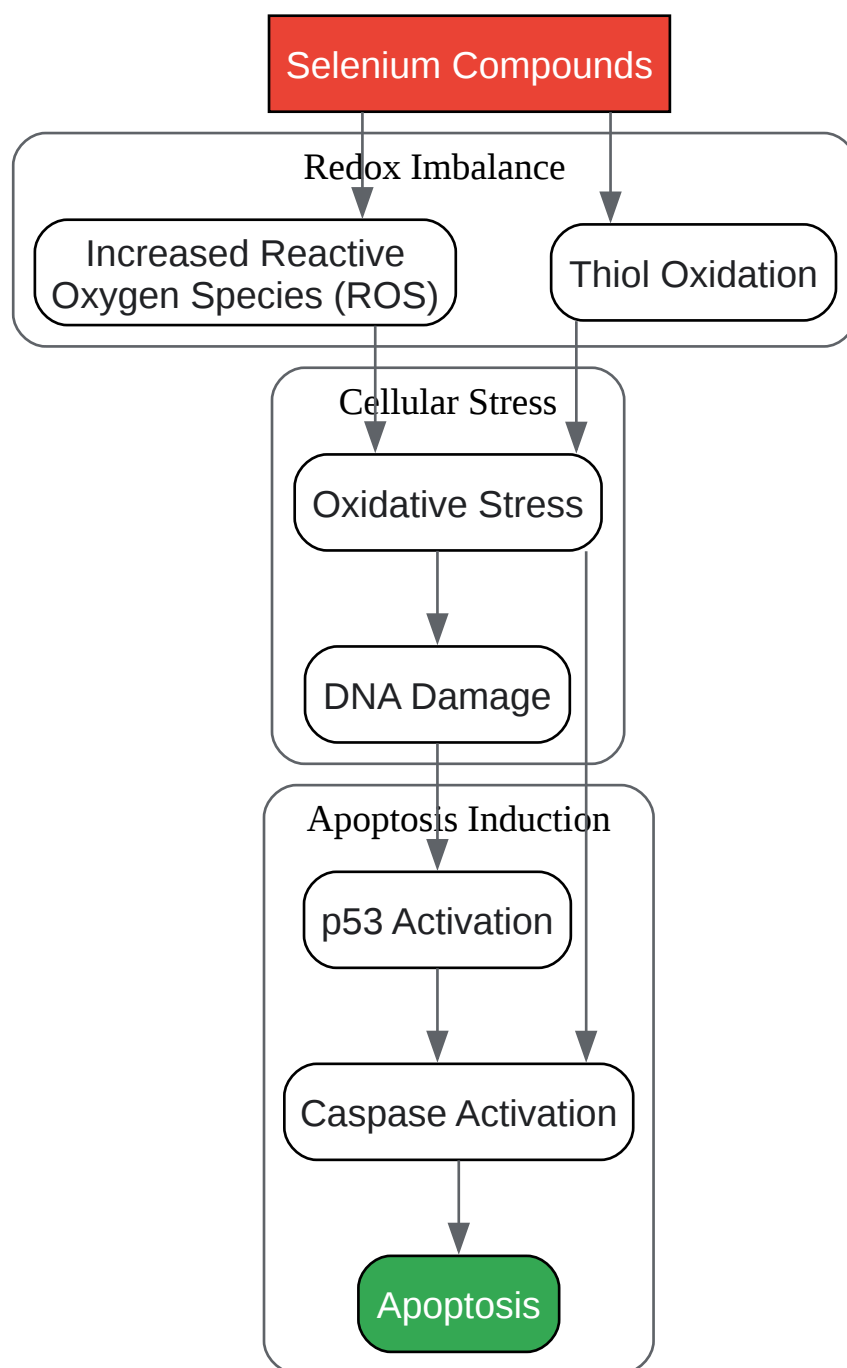 Selenium Compounds
Redox Imbalance
Increased Reactive
Oxygen Species (ROS)
Thiol Oxidation
Cellular Stress
Oxidative Stress
DNA Damage
Apoptosis Induction
p53 Activation
Caspase Activation
Apoptosis